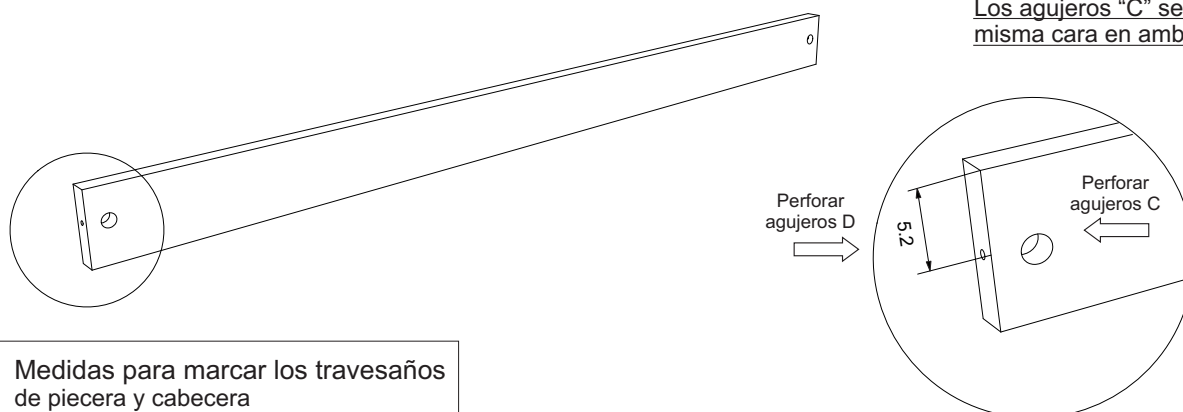 Los agujeros “C” se
misma cara en amb
Perforar
agujeros D
Perforar
agujeros C
5.2
Medidas para marcar los travesaños
de piecera y cabecera